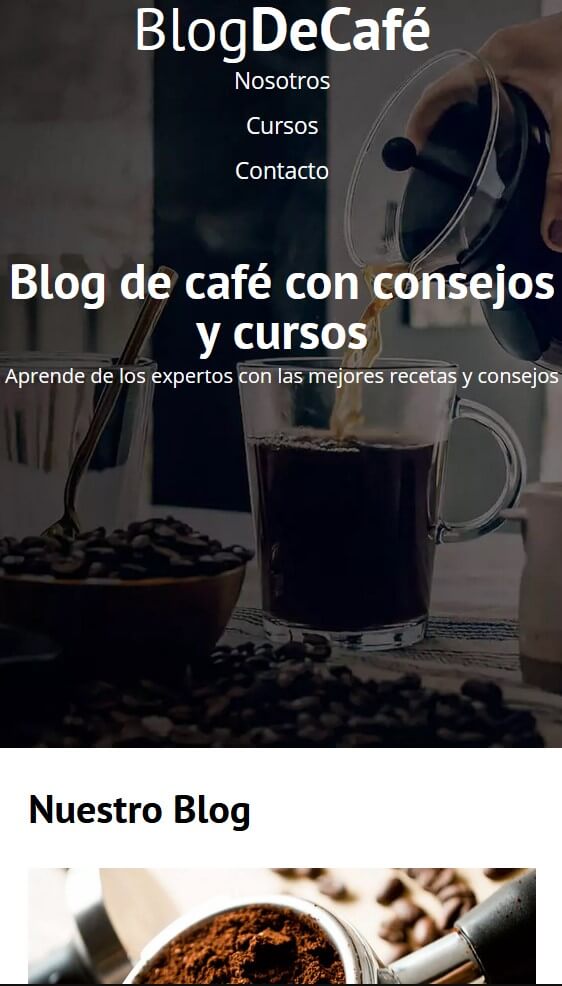 BlogDeCafé
Nosotros
Cursos
Contacto
Blog de café con consejos
y cursos
Aprende de los expertos con las mejores recetas y consejos
Nuestro Blog